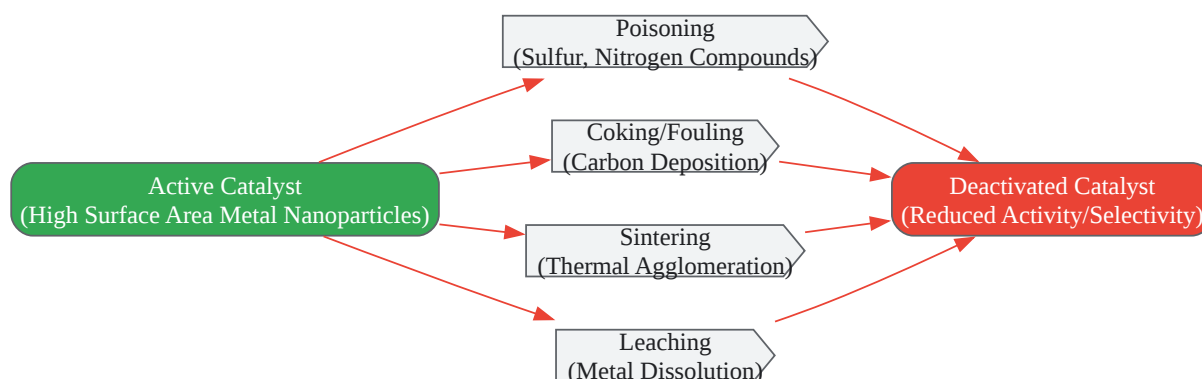 Poisoning
(Sulfur, Nitrogen Compounds)
Coking/Fouling
(Carbon Deposition)
Active Catalyst
(High Surface Area Metal Nanoparticles)
Deactivated Catalyst
(Reduced Activity/Selectivity)
Sintering
(Thermal Agglomeration)
Leaching
(Metal Dissolution)